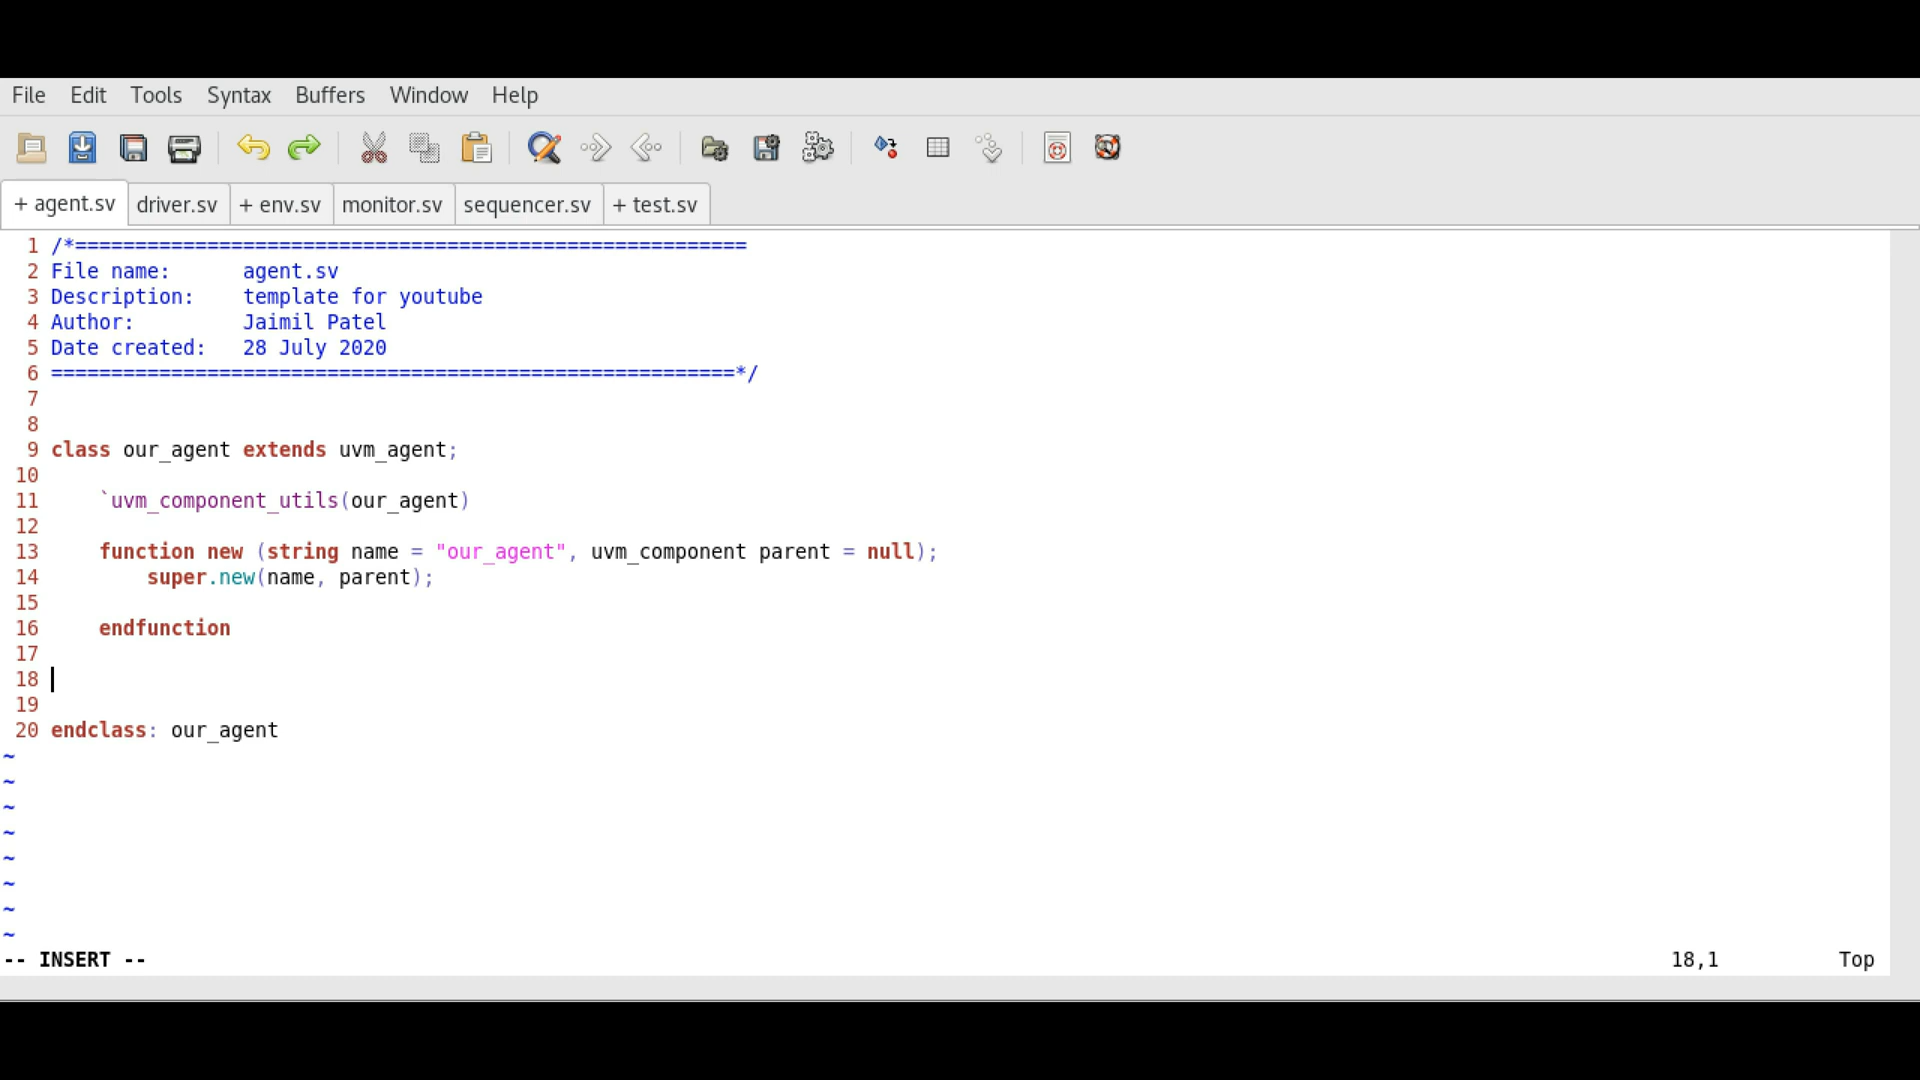 File Edit Tools Syntax Buffers Window Help
+ agent.sv driver.sv + env.sv monitor.sv sequencer.sv + test.sv
1 /*========================================================
2 File name:      agent.sv
3 Description:    template for youtube
4 Author:         Jaimil Patel
5 Date created:   28 July 2020
6 =========================================================*/
7
8
9 class our_agent extends uvm_agent;
10
11     `uvm_component_utils(our_agent)
12
13     function new (string name = "our_agent", uvm_component parent = null);
14         super.new(name, parent);
15
16     endfunction
17
18
19
20 endclass: our_agent
~
~
~
~
~
~
~
~
-- INSERT -- 18,1 Top